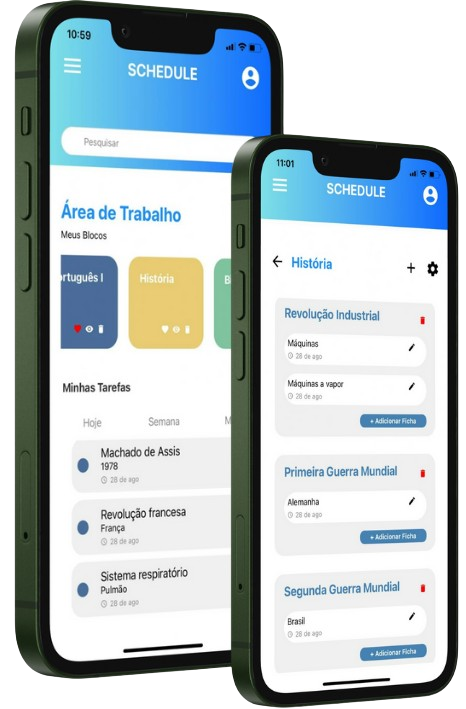 10:59
SCHEDULE
Pesquisar
Área de Trabalho
Meus Blocos
ortuguês I
História
B
Minhas Tarefas
Hoje
Semana
M
Machado de Assis
1978
28 de ago
Revolução francesa
França
28 de ago
Sistema respiratório
Pulmão
28 de ago
11:01
SCHEDULE
História
Revolução Industrial
Máquinas
28 de ago
Máquinas a vapor
28 de ago
+ Adicionar Ficha
Primeira Guerra Mundial
Alemanha
28 de ago
+ Adicionar Ficha
Segunda Guerra Mundial
Brasil
28 de ago
+ Adicionar Ficha